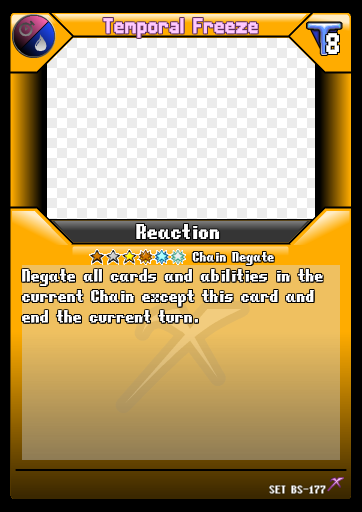 Temporal Freeze
T8
Reaction
Chain Negate
Negate all cards and abilities in the
current Chain except this card and
end the current turn.
SET BS-177